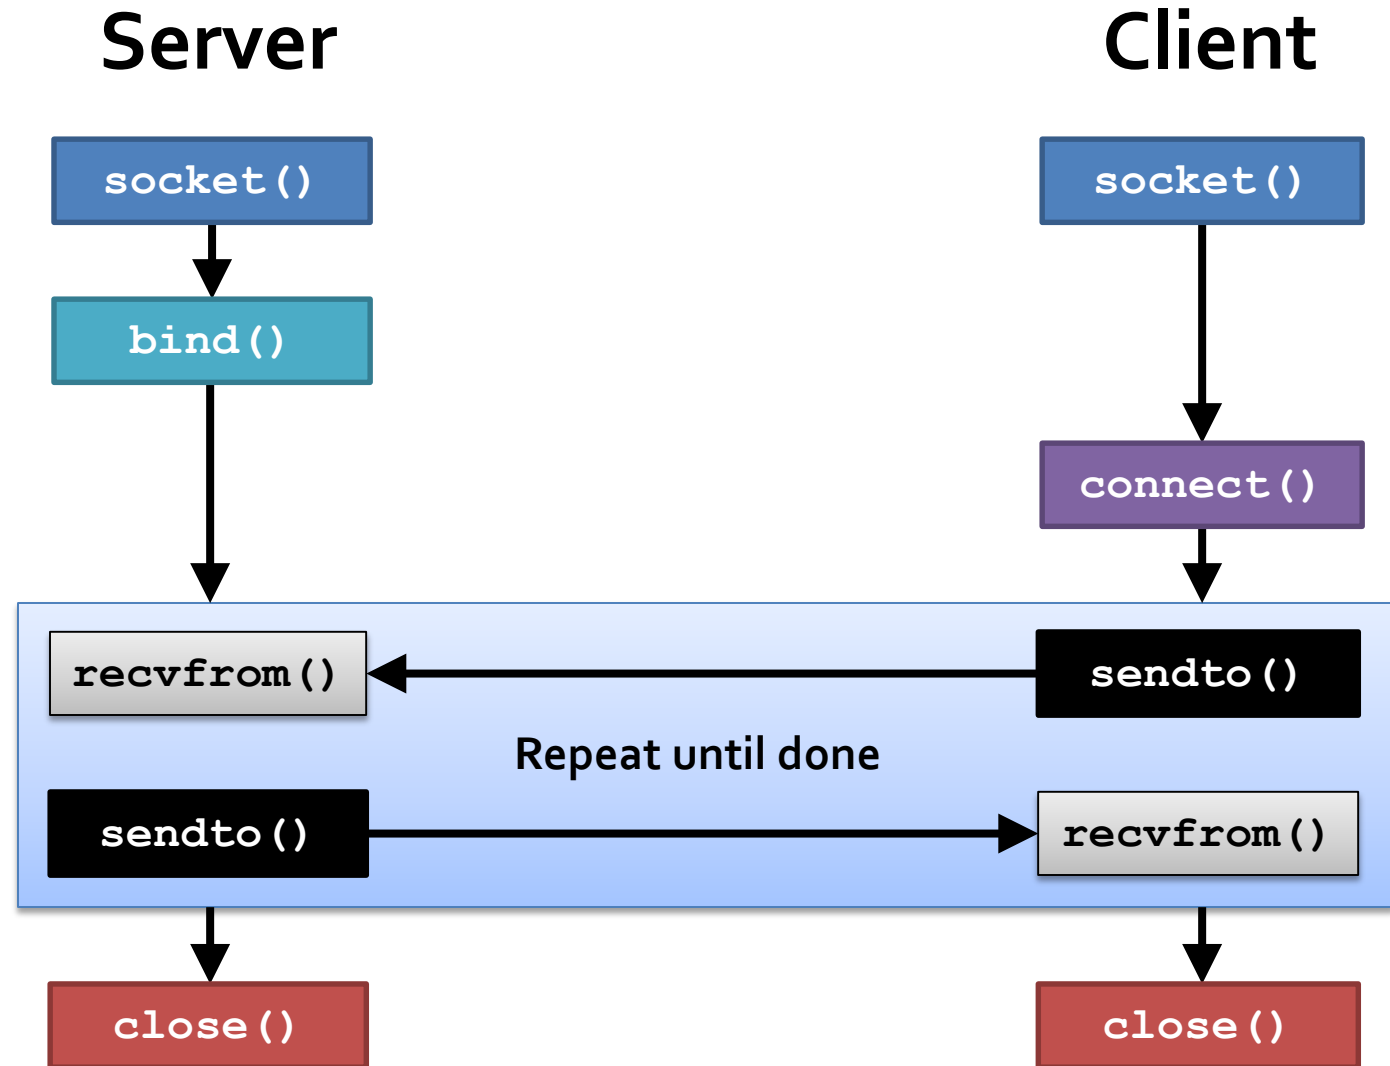 Server
Client
socket()
socket()
bind()
connect()
recvfrom()
sendto()
Repeat until done
sendto()
recvfrom()
close()
close()